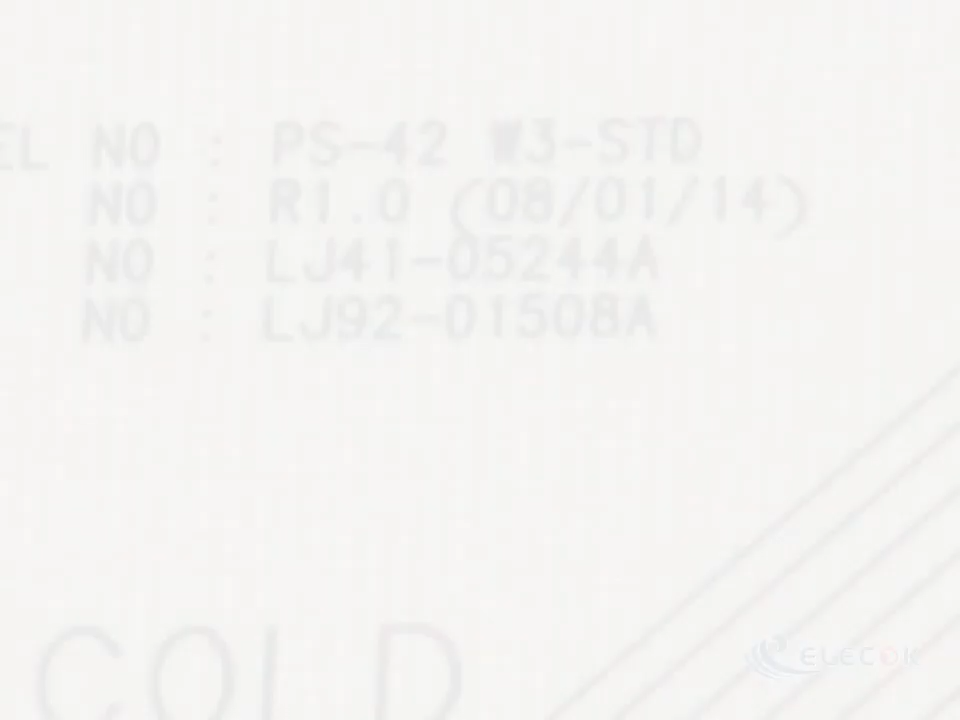 EL NO : PS-42 W3-STD
NO : R1.0 (08/01/14)
NO : LJ41-05244A
NO : LJ92-01508A
COLD
ELECOK